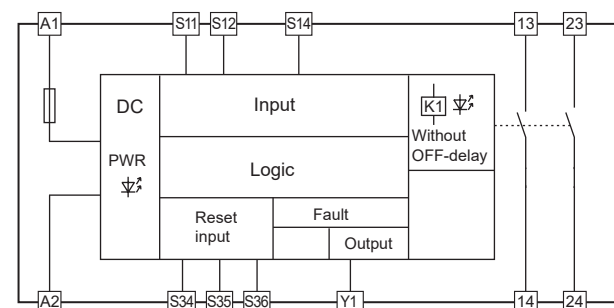 A1 S11 S12 S14 13 23
DC
Input
K1
Without
OFF-delay
PWR
Logic
Reset
input
Fault
Output
A2 S34 S35 S36 Y1 14 24